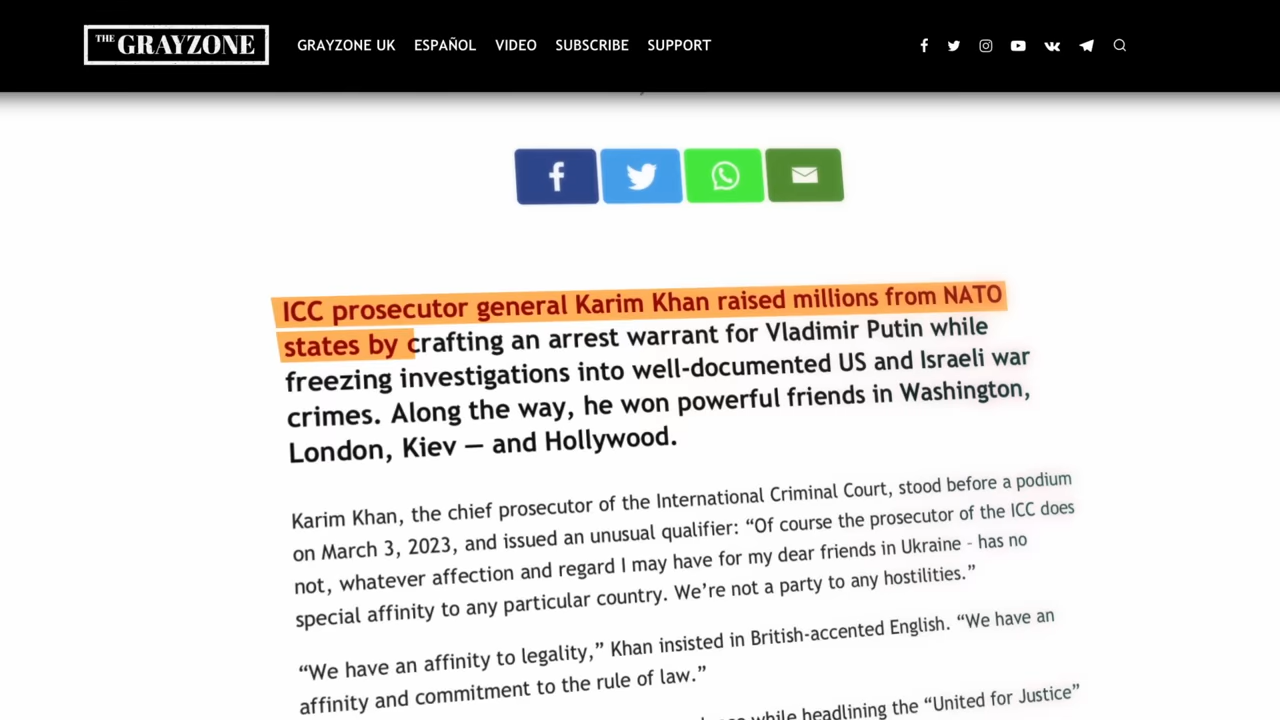 THE GRAYZONE
GRAYZONE UK ESPAÑOL VIDEO SUBSCRIBE SUPPORT
ICC prosecutor general Karim Khan raised millions from NATO
states by crafting an arrest warrant for Vladimir Putin while
freezing investigations into well-documented US and Israeli war
crimes. Along the way, he won powerful friends in Washington,
London, Kiev — and Hollywood.
Karim Khan, the chief prosecutor of the International Criminal Court, stood before a podium
on March 3, 2023, and issued an unusual qualifier: “Of course the prosecutor of the ICC does
not, whatever affection and regard I may have for my dear friends in Ukraine - has no
special affinity to any particular country. We’re not a party to any hostilities.”
“We have an affinity to legality,” Khan insisted in British-accented English. “We have an
affinity and commitment to the rule of law.”
while headlining the “United for Justice”